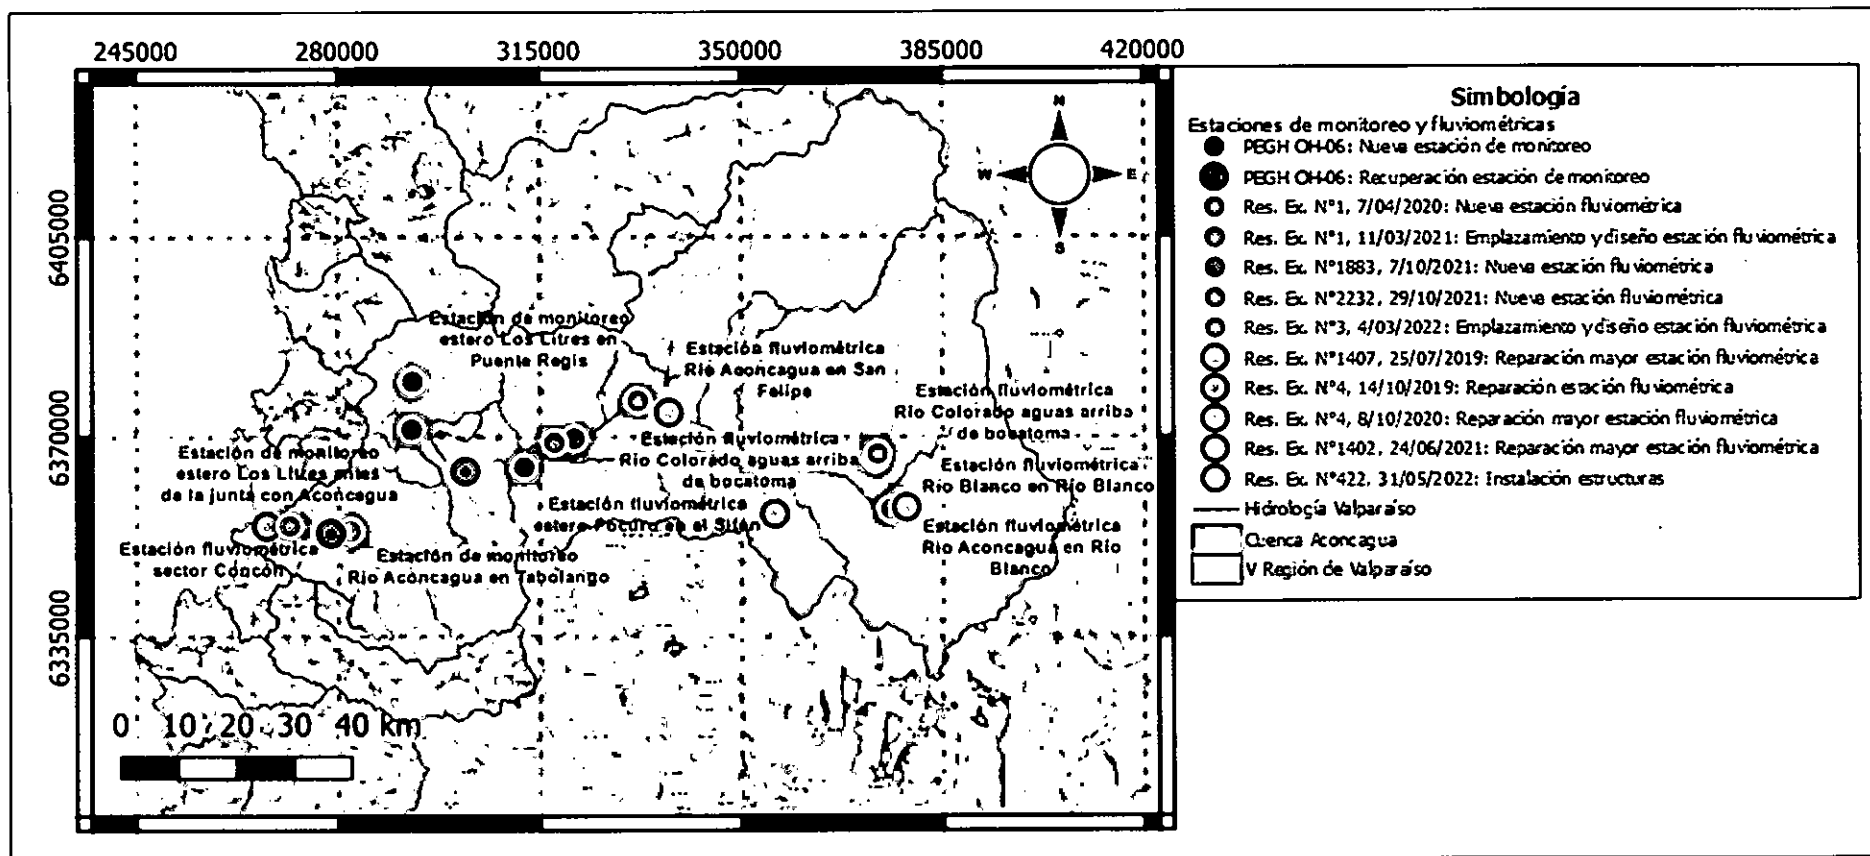 245000 280000 315000 350000 385000 420000
6405000
6370000
6335000
N
W E
S
Estación de monitoreo
estero Los Litres en
Puente Regis
Estación fluviométrica
Río Aconcagua en San
Felipe
Estación fluviométrica
Río Colorado aguas arriba
de bocatoma
Estación fluviométrica
Río Colorado aguas arriba
de bocatoma
Estación de monitoreo
estero Los Litres antes
de la junta con Aconcagua
Estación fluviométrica
Río Blanco en Río Blanco
Estación fluviométrica
estero Pocuro en el Sifón
Estación fluviométrica
Río Aconcagua en Río
Blanco
Estación fluviométrica
sector Concón
Estación de monitoreo
Río Aconcagua en Tabolango
0 10 20 30 40 km
Simbología
Estaciones de monitoreo y fluviométricas
PEGH OH-06: Nueva estación de monitoreo
PEGH OH-06: Recuperación estación de monitoreo
Res. Ex. N°1, 7/04/2020: Nueva estación fluviométrica
Res. Ex. N°1, 11/03/2021: Emplazamiento y diseño estación fluviométrica
Res. Ex. N°1883, 7/10/2021: Nueva estación fluviométrica
Res. Ex. N°2232, 29/10/2021: Nueva estación fluviométrica
Res. Ex. N°3, 4/03/2022: Emplazamiento y diseño estación fluviométrica
Res. Ex. N°1407, 25/07/2019: Reparación mayor estación fluviométrica
Res. Ex. N°4, 14/10/2019: Reparación estación fluviométrica
Res. Ex. N°4, 8/10/2020: Reparación mayor estación fluviométrica
Res. Ex. N°1402, 24/06/2021: Reparación mayor estación fluviométrica
Res. Ex. N°422, 31/05/2022: Instalación estructuras
Hidrología Valparaíso
Cuenca Aconcagua
V Región de Valparaíso